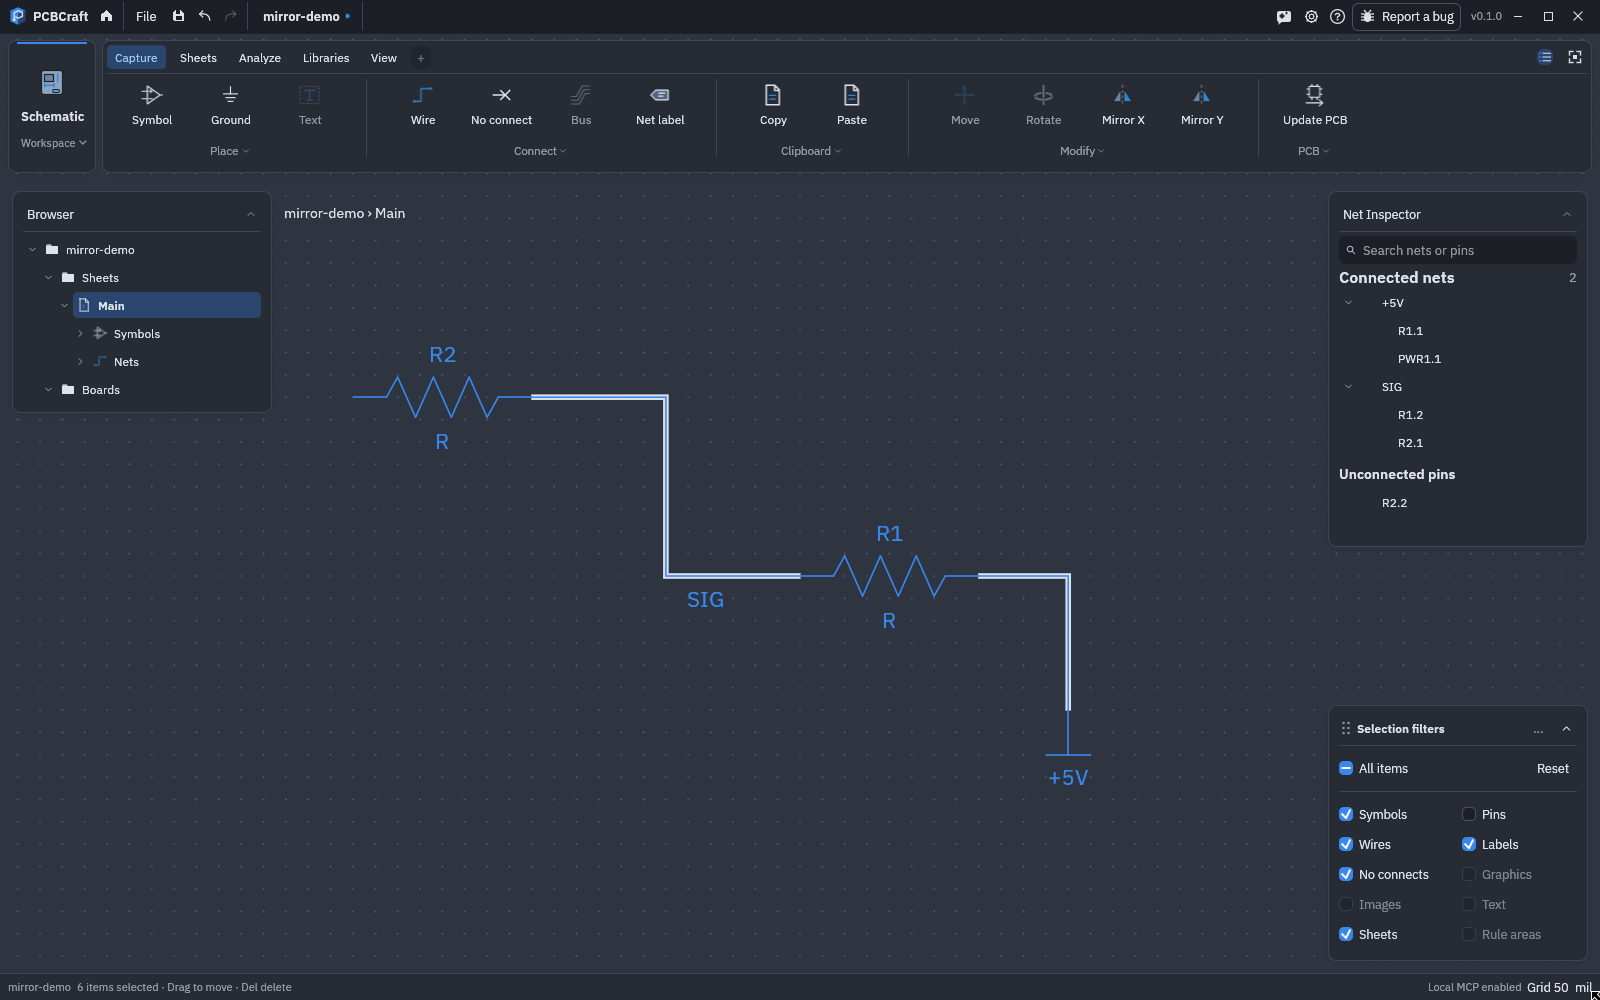 PCBCraft File mirror-demo Report a bug v0.1.0
Capture Sheets Analyze Libraries View +
Schematic
Workspace
Symbol Ground Text Wire No connect Bus Net label Copy Paste Move Rotate Mirror X Mirror Y Update PCB
Place Connect Clipboard Modify PCB
Browser
mirror-demo
Sheets
Main
Symbols
Nets
Boards
mirror-demo › Main
R2
R
SIG
R1
R
+5V
Net Inspector
Search nets or pins
Connected nets 2
+5V
R1.1
PWR1.1
SIG
R1.2
R2.1
Unconnected pins
R2.2
Selection filters ...
All items Reset
Symbols Pins
Wires Labels
No connects Graphics
Images Text
Sheets Rule areas
mirror-demo 6 items selected · Drag to move · Del delete Local MCP enabled Grid 50 mil